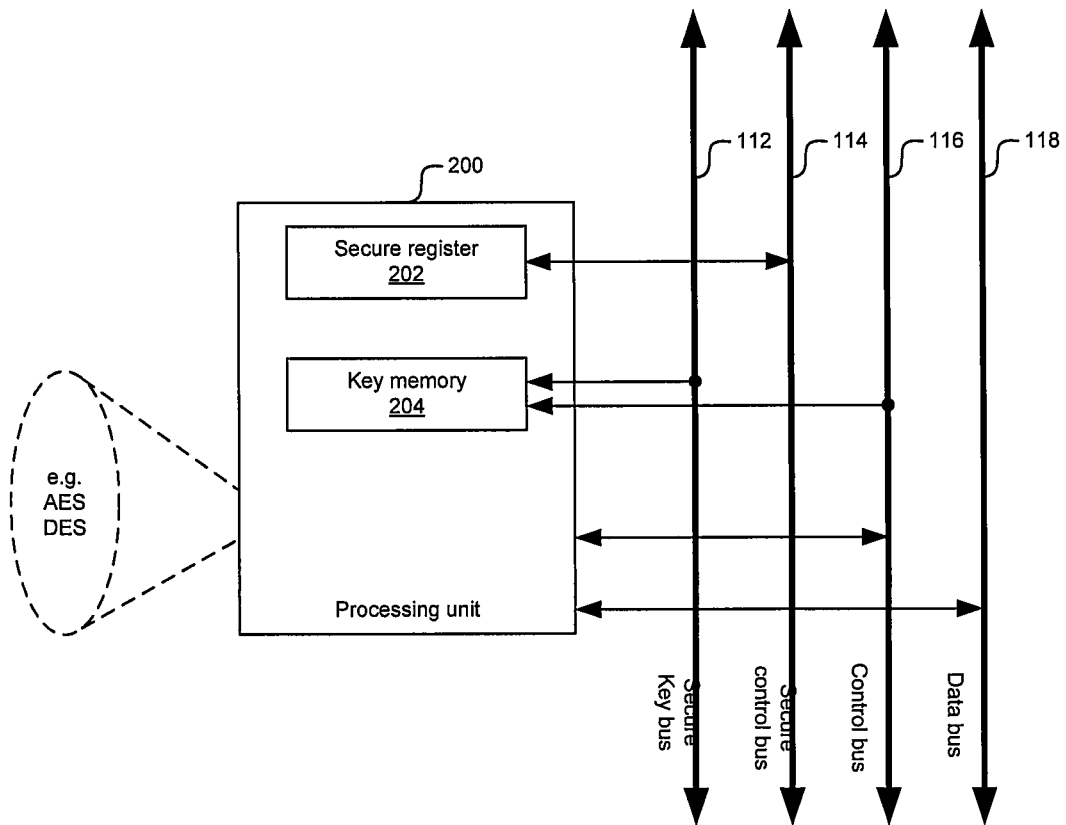 112
114
116
118
200
Secure register
202
Key memory
204
e.g.
AES
DES
Processing unit
Secure
Key bus
Secure
control bus
Control bus
Data bus